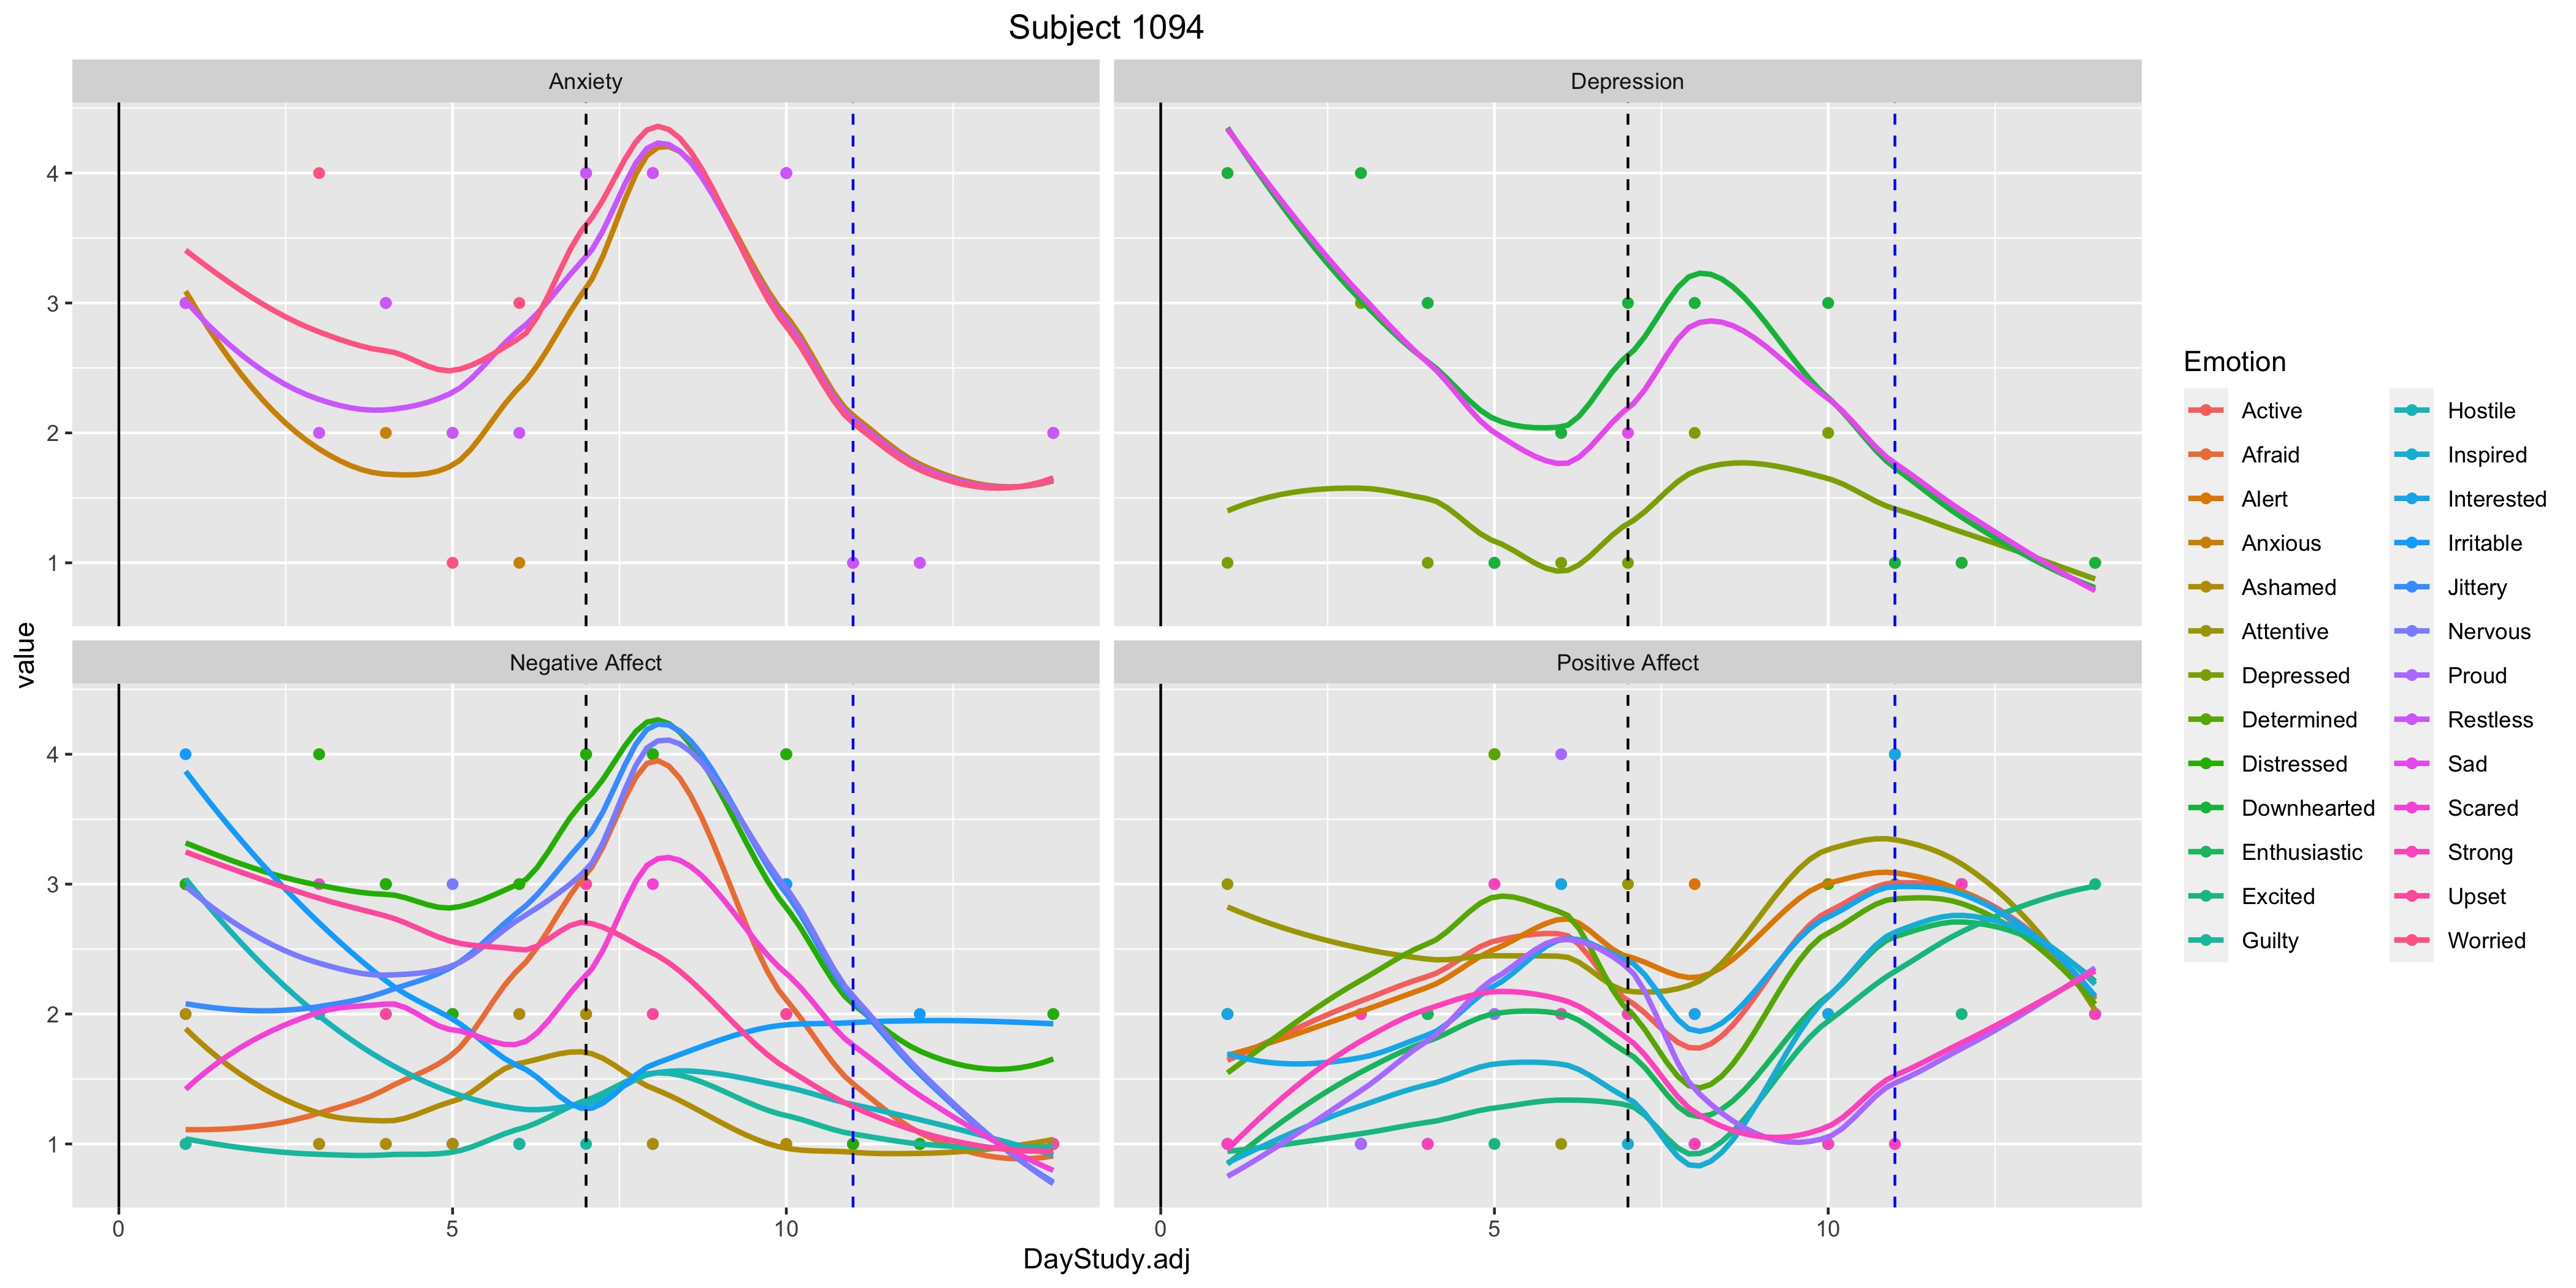 Subject 1094
Anxiety
Depression
4
3
2
1
value
Negative Affect
Positive Affect
4
3
2
1
0
5
10
0
5
10
DayStudy.adj
Emotion
Active
Afraid
Alert
Anxious
Ashamed
Attentive
Depressed
Determined
Distressed
Downhearted
Enthusiastic
Excited
Guilty
Hostile
Inspired
Interested
Irritable
Jittery
Nervous
Proud
Restless
Sad
Scared
Strong
Upset
Worried